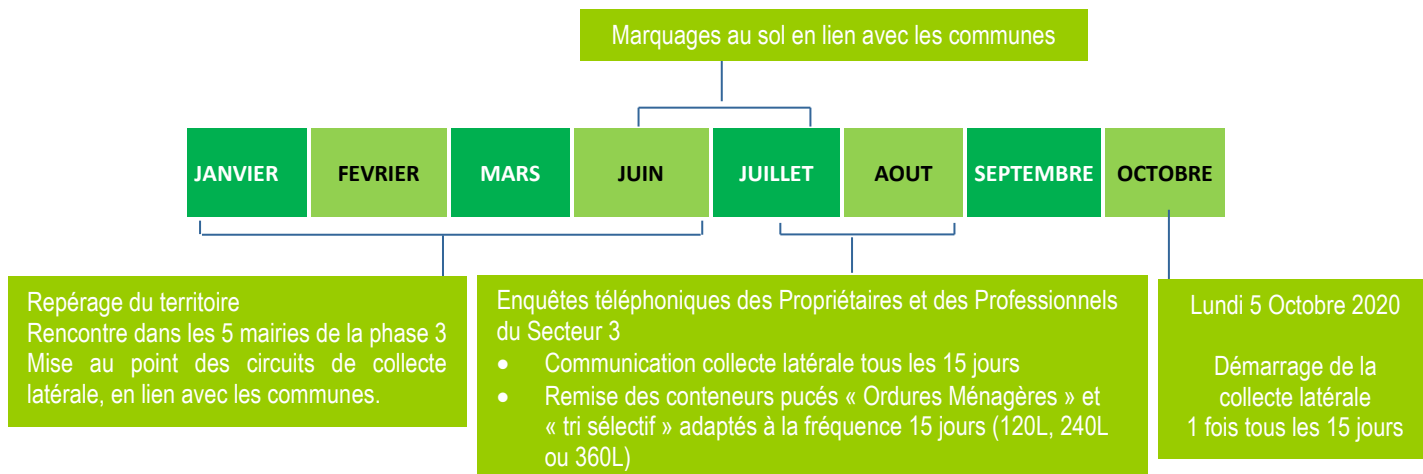 Marquages au sol en lien avec les communes
JANVIER FEVRIER MARS JUIN JUILLET AOUT SEPTEMBRE OCTOBRE
Repérage du territoire
Rencontre dans les 5 mairies de la phase 3
Mise au point des circuits de collecte
latérale, en lien avec les communes.
Enquêtes téléphoniques des Propriétaires et des Professionnels
du Secteur 3
• Communication collecte latérale tous les 15 jours
• Remise des conteneurs pucés « Ordures Ménagères » et
« tri sélectif » adaptés à la fréquence 15 jours (120L, 240L
ou 360L)
Lundi 5 Octobre 2020
Démarrage de la
collecte latérale
1 fois tous les 15 jours